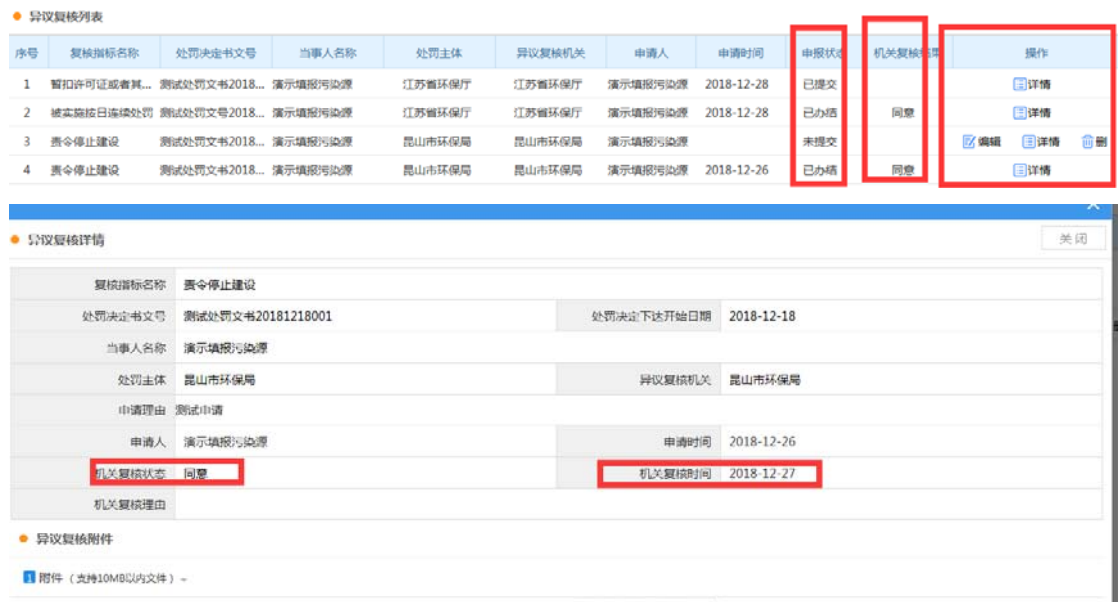 异议复核列表
序号 复核指标名称 处罚决定书文号 当事人名称 处罚主体 异议复核机关 申请人 申请时间 申报状态 机关复核结果 操作
1 暂扣许可证或者其... 测试处罚文书2018... 演示填报污染源 江苏省环保厅 江苏省环保厅 演示填报污染源 2018-12-28 已提交 详情
2 被实施按日连续处罚 测试处罚文号2018... 演示填报污染源 江苏省环保厅 江苏省环保厅 演示填报污染源 2018-12-28 已办结 同意 详情
3 责令停止建设 测试处罚文书2018... 演示填报污染源 昆山市环保局 昆山市环保局 演示填报污染源 未提交 编辑 详情 删
4 责令停止建设 测试处罚文书2018... 演示填报污染源 昆山市环保局 昆山市环保局 演示填报污染源 2018-12-26 已办结 同意 详情
异议复核详情 关闭
复核指标名称 责令停止建设
处罚决定书文号 测试处罚文书20181218001 处罚决定下达开始日期 2018-12-18
当事人名称 演示填报污染源
处罚主体 昆山市环保局 异议复核机关 昆山市环保局
申请理由 测试申请
申请人 演示填报污染源 申请时间 2018-12-26
机关复核状态 同意 机关复核时间 2018-12-27
机关复核理由
异议复核附件
1 附件（支持10MB以内文件）